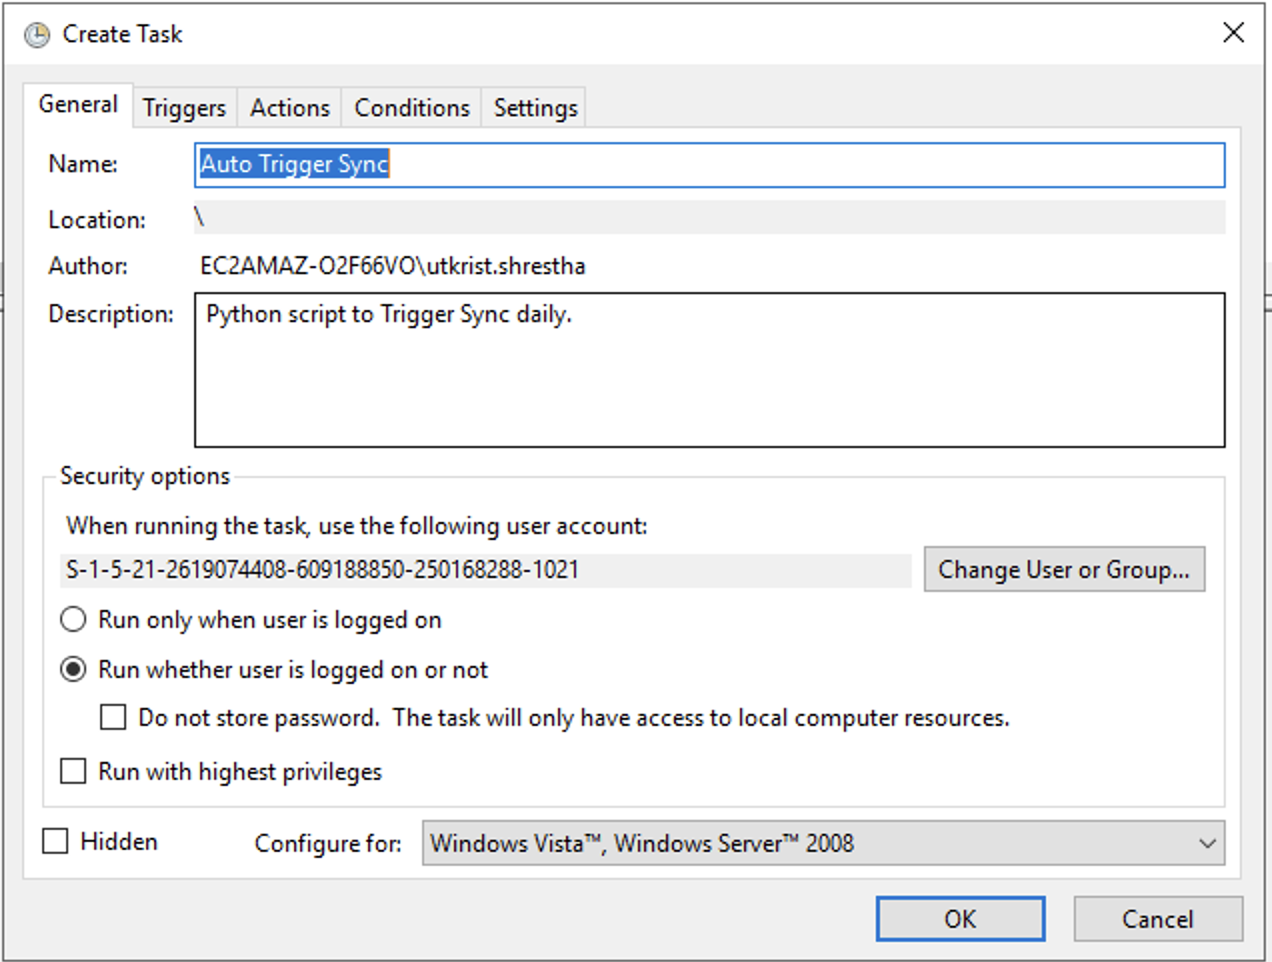 Create Task
General Triggers Actions Conditions Settings
Name: Auto Trigger Sync
Location: \
Author: EC2AMAZ-O2F66VO\utkrist.shrestha
Description: Python script to Trigger Sync daily.
Security options
When running the task, use the following user account:
S-1-5-21-2619074408-609188850-250168288-1021 Change User or Group...
Run only when user is logged on
Run whether user is logged on or not
Do not store password. The task will only have access to local computer resources.
Run with highest privileges
Hidden Configure for: Windows Vista™, Windows Server™ 2008
OK Cancel